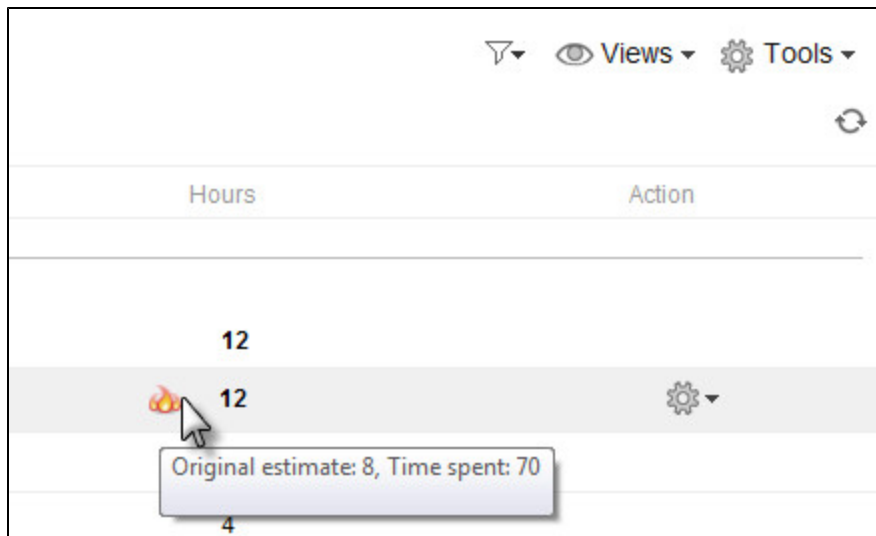 Views Tools
Hours Action
12
12
Original estimate: 8, Time spent: 70
4